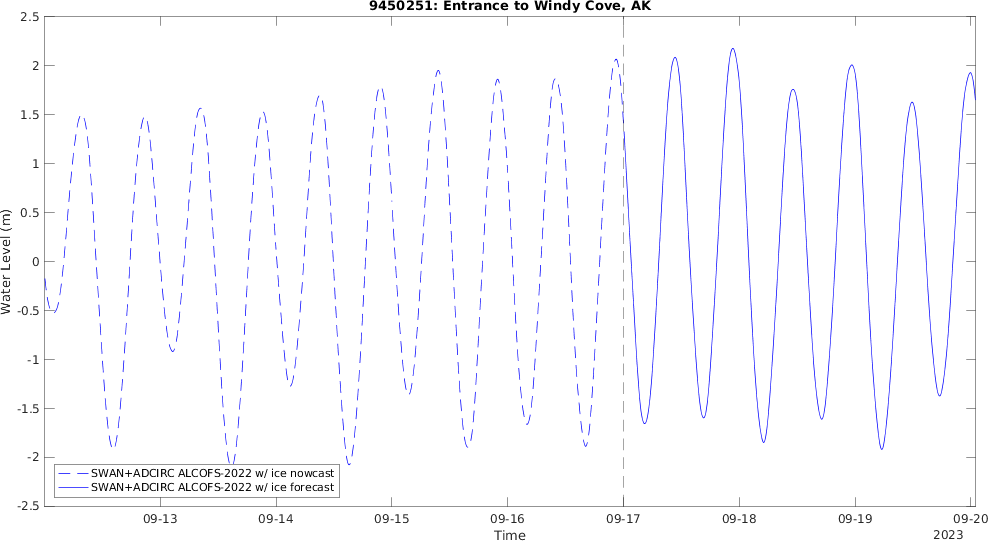 9450251: Entrance to Windy Cove, AK
2.5
2
1.5
1
0.5
0
-0.5
-1
-1.5
-2
-2.5
Water Level (m)
SWAN+ADCIRC ALCOFS-2022 w/ ice nowcast
SWAN+ADCIRC ALCOFS-2022 w/ ice forecast
09-13 09-14 09-15 09-16 09-17 09-18 09-19 09-20
Time
2023